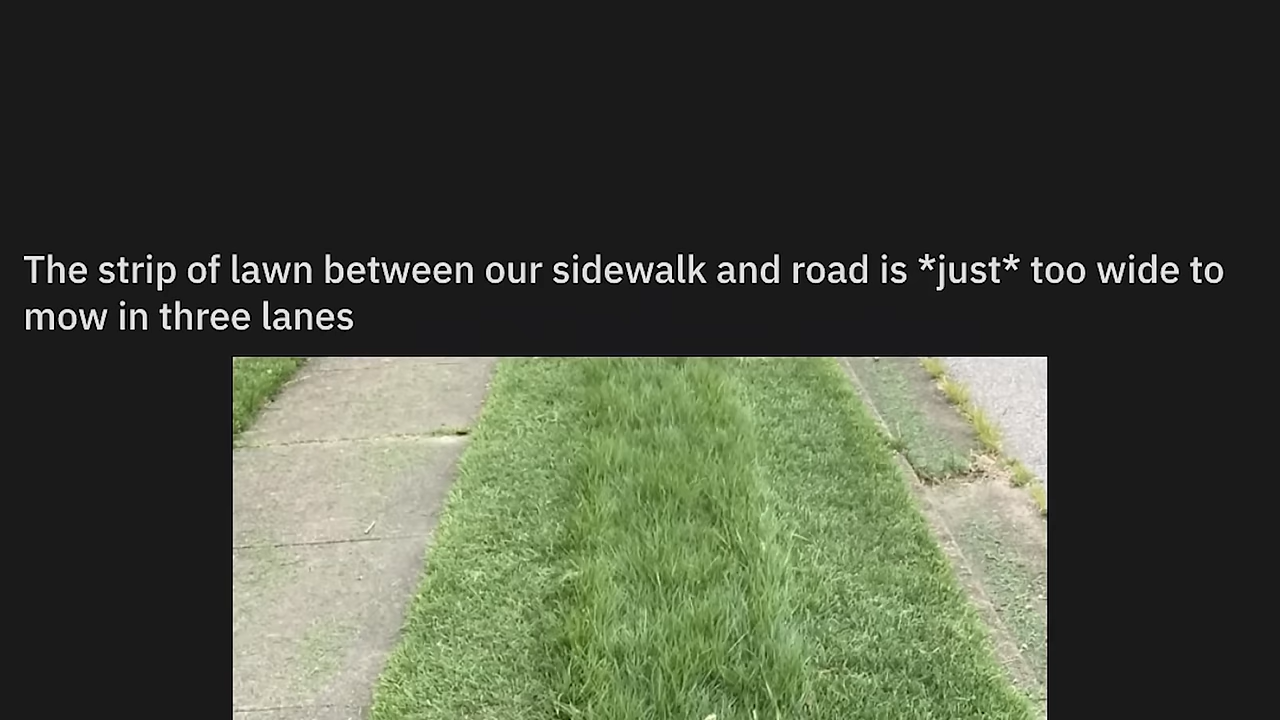 The strip of lawn between our sidewalk and road is *just* too wide to
mow in three lanes